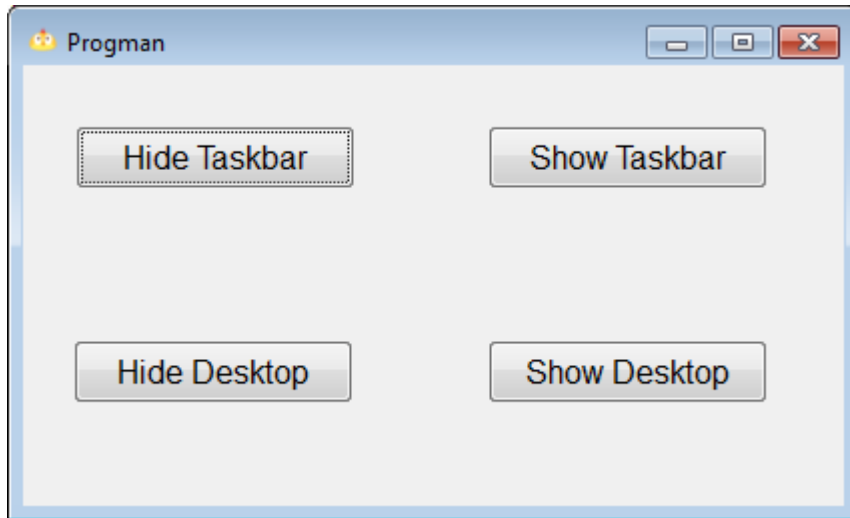 Progman
Hide Taskbar
Show Taskbar
Hide Desktop
Show Desktop